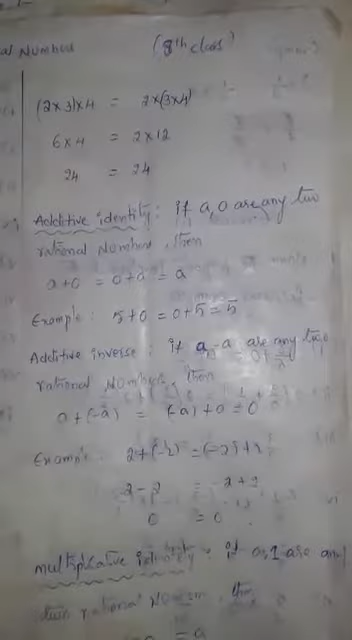 al Number (8th class)
(2×3)×4 = 2×(3×4)
6×4 = 2×12
24 = 24
Additive identity: if a, 0 are any two
rational Numbers, then
a+0 = 0+a = a
Example: 5+0 = 0+5 = 5
Additive inverse: if a, -a are any two
rational Numbers, then
a+(-a) = (-a)+a = 0
Example: 2+(-2) = (-2)+2
2-2 = -2+2
0 = 0
multiplicative identity: if a, 1 are any
two rational Numbers, then
= a